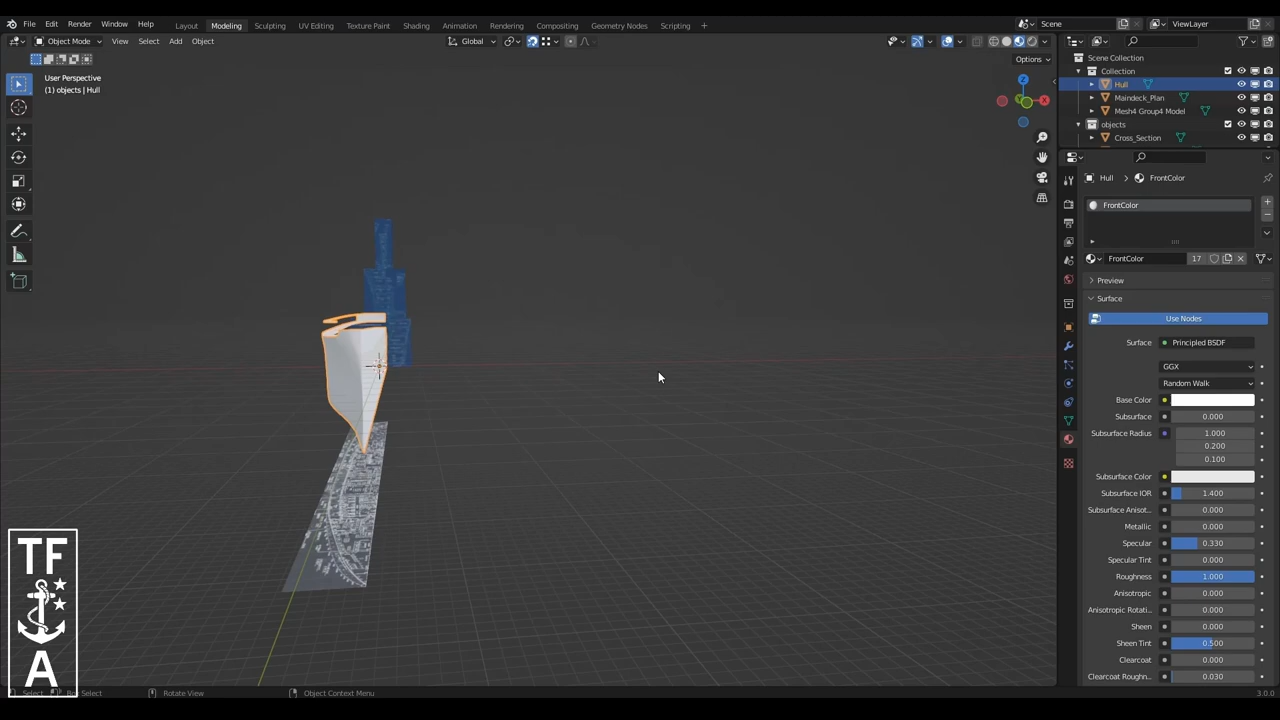 File Edit Render Window Help Layout Modeling Sculpting UV Editing Texture Paint Shading Animation Rendering Compositing Geometry Nodes Scripting + Scene ViewLayer
Object Mode View Select Add Object Global
Options
User Perspective
(1) objects | Hull
Z
X
Scene Collection
Collection
Hull
Maindeck_Plan
Mesh4 Group4 Model
objects
Cross_Section
Hull > FrontColor
FrontColor
FrontColor 17
Preview
Surface
Use Nodes
Surface Principled BSDF
GGX
Random Walk
Base Color
Subsurface 0.000
Subsurface Radius 1.000
0.200
0.100
Subsurface Color
Subsurface IOR 1.400
Subsurface Anisot... 0.000
Metallic 0.000
Specular 0.330
Specular Tint 0.000
Roughness 1.000
Anisotropic 0.000
Anisotropic Rotati... 0.000
Sheen 0.000
Sheen Tint 0.500
Clearcoat 0.000
Clearcoat Roughn... 0.030
TF
A
Select Box Select Rotate View Object Context Menu 3.0.0